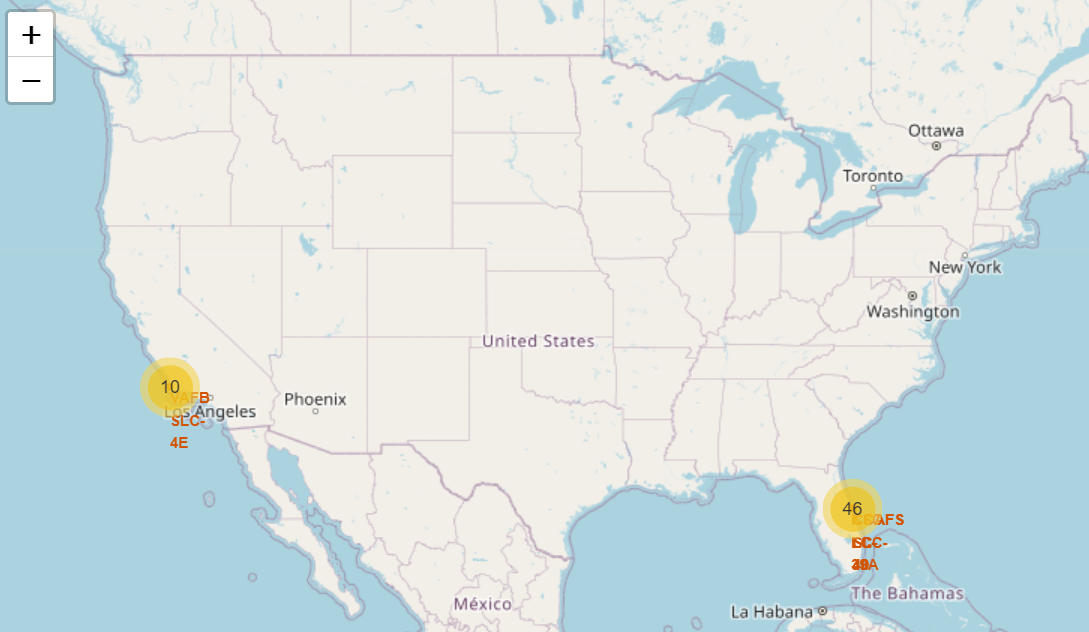 +
−
Ottawa
Toronto
New York
Washington
United States
10
VAFB
Los Angeles
SLC-
4E
Phoenix
46
The Bahamas
La Habana
México